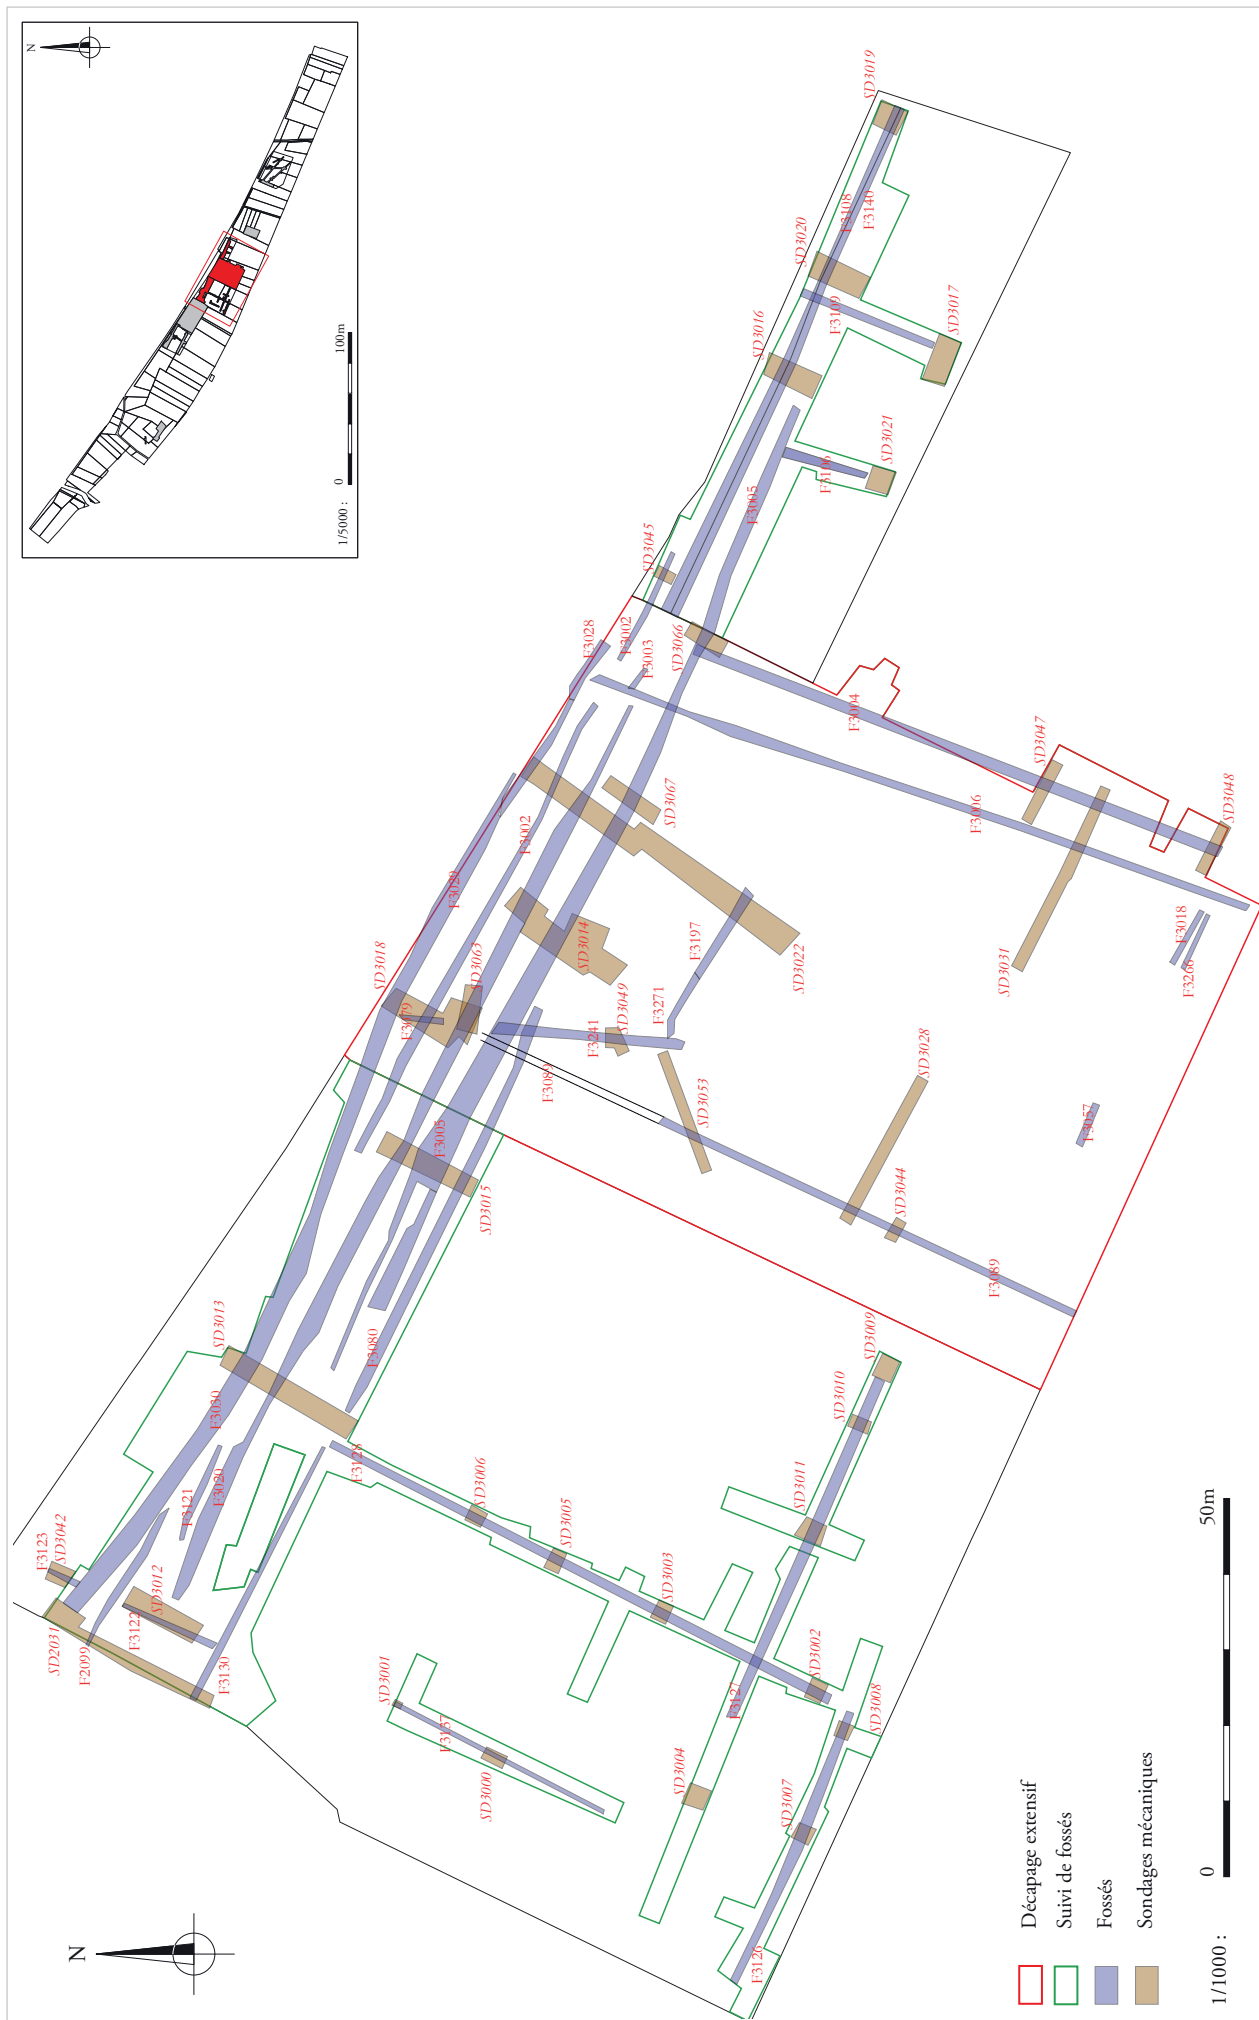 N
1/5000 :
0
100m
SD3019
F3108
F3140
SD3020
F3109
SD3017
SD3016
SD3021
F3106
F3005
SD3045
F3002
F3003
SD3066
F3028
F3004
SD3047
SD3048
F3006
SD3067
F3002
F3029
SD3018
SD3063
SD3014
F3079
SD3049
F3241
F3271
F3197
SD3022
SD3031
F3018
F3266
F3089
SD3053
SD3028
F3057
SD3044
F3089
F3005
SD3015
F3080
SD3013
F3030
F3020
F3121
F3123
SD3042
SD3012
F3122
SD2031
F2099
F3130
F3128
SD3006
SD3005
SD3003
SD3002
SD3009
SD3010
SD3011
F3127
SD3008
SD3001
F3137
SD3000
SD3004
SD3007
F3126
N
Décapage extensif
Suivi de fossés
Fossés
Sondages mécaniques
1/1000 :
0
50m